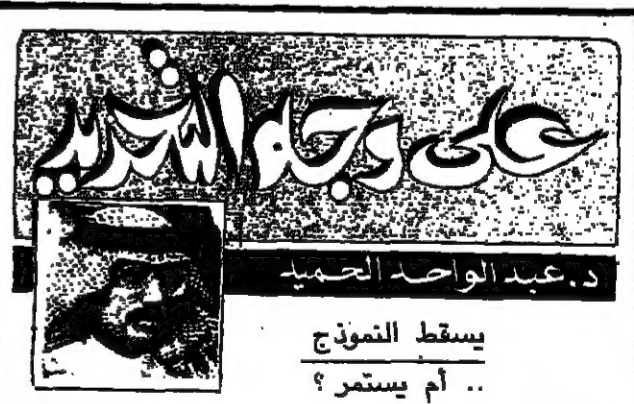 على وجه التحديد
د. عبد الواحد الحميد
يسقط النموذج
.. أم يستمر ؟